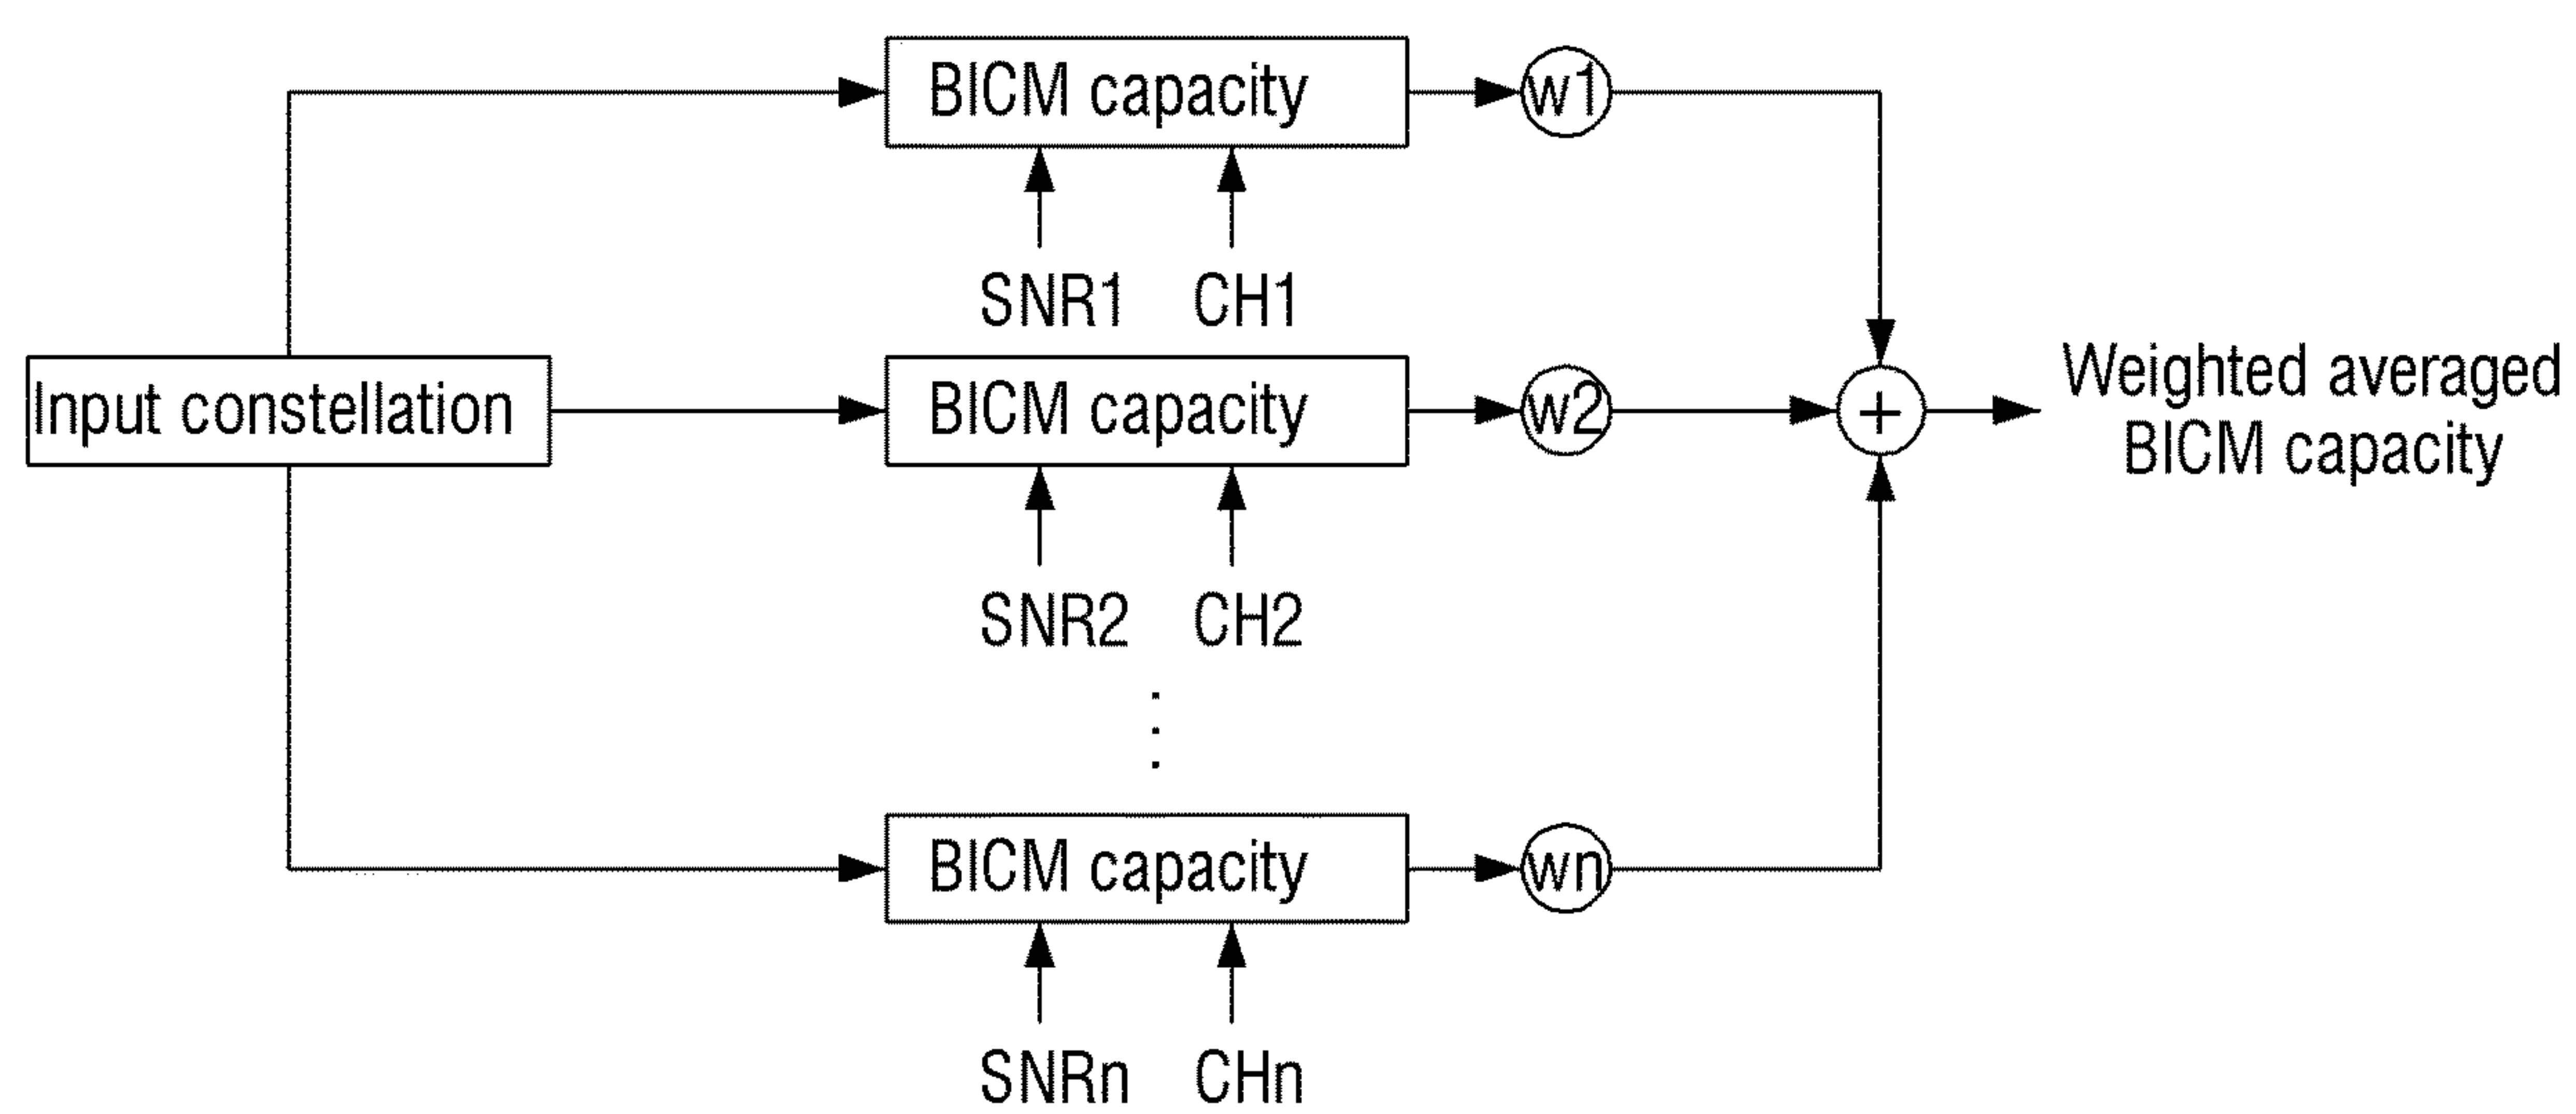 BICM capacity
w1
SNR1 CH1
Input constellation
BICM capacity
w2
+
Weighted averaged
BICM capacity
SNR2 CH2
BICM capacity
wn
SNRn CHn